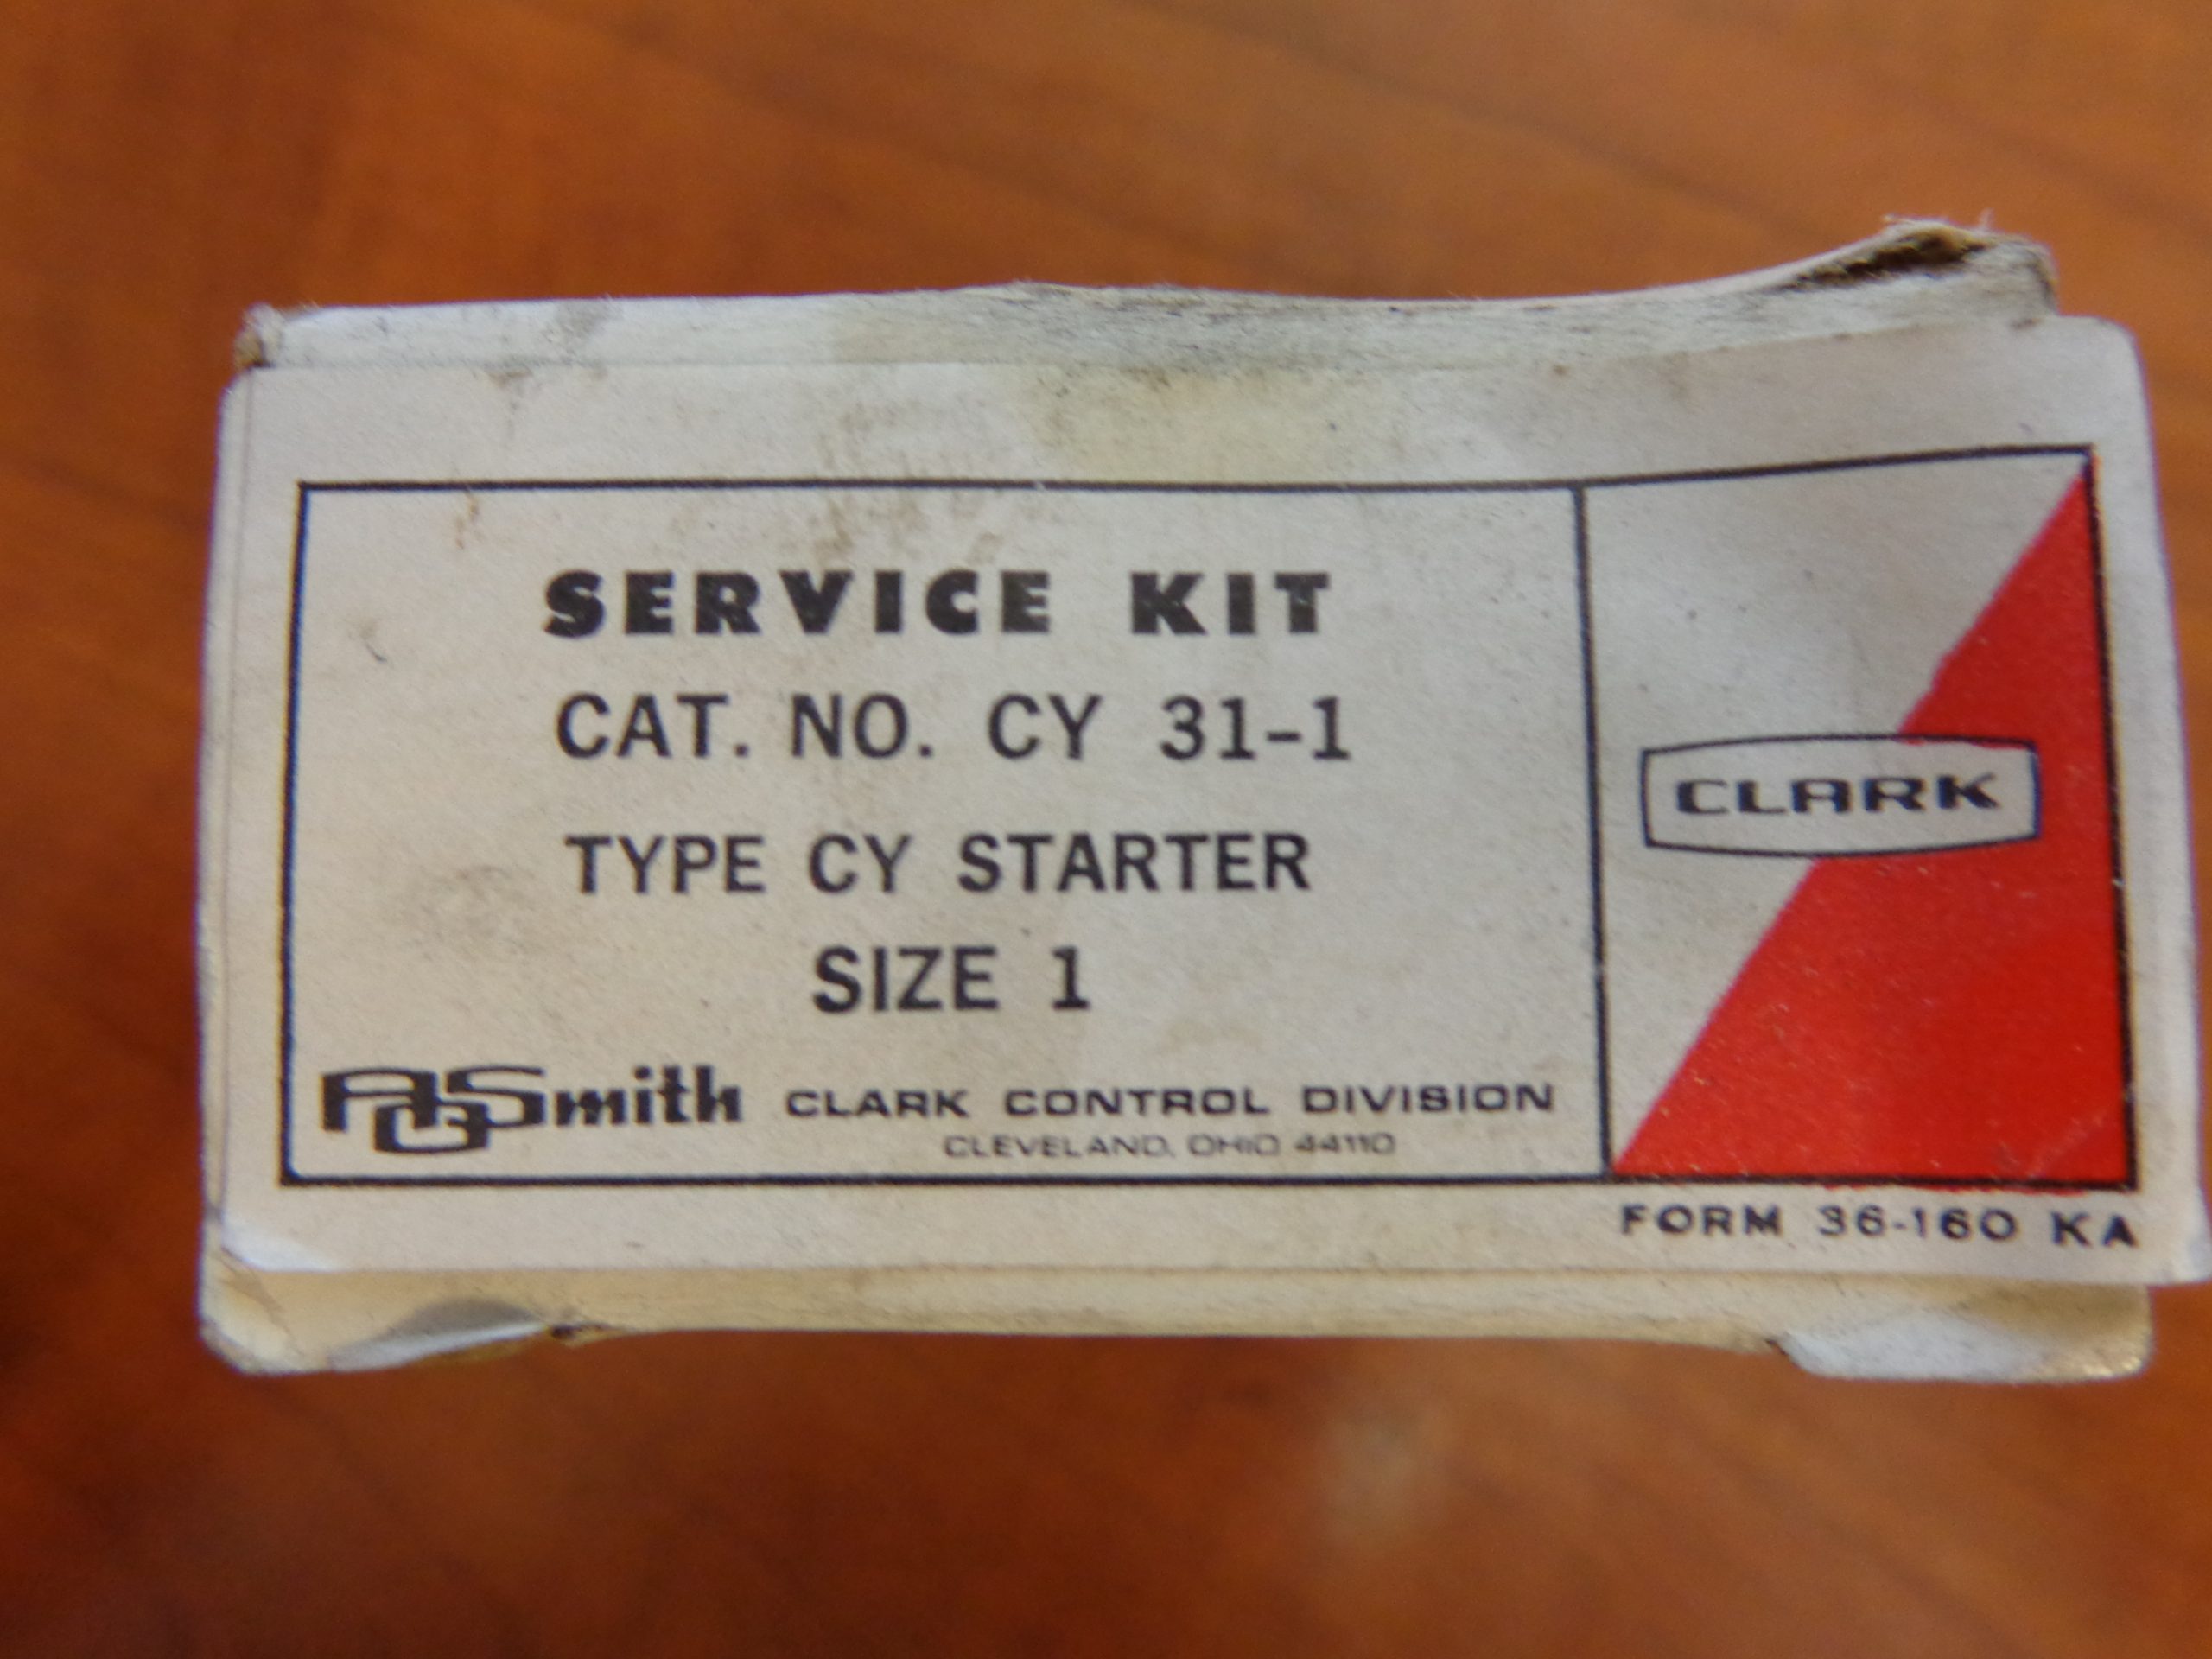 SERVICE KIT
CAT. NO. CY 31-1
TYPE CY STARTER
SIZE 1
AOSmith CLARK CONTROL DIVISION
CLEVELAND, OHIO 44110
CLARK
FORM 36-160 KA